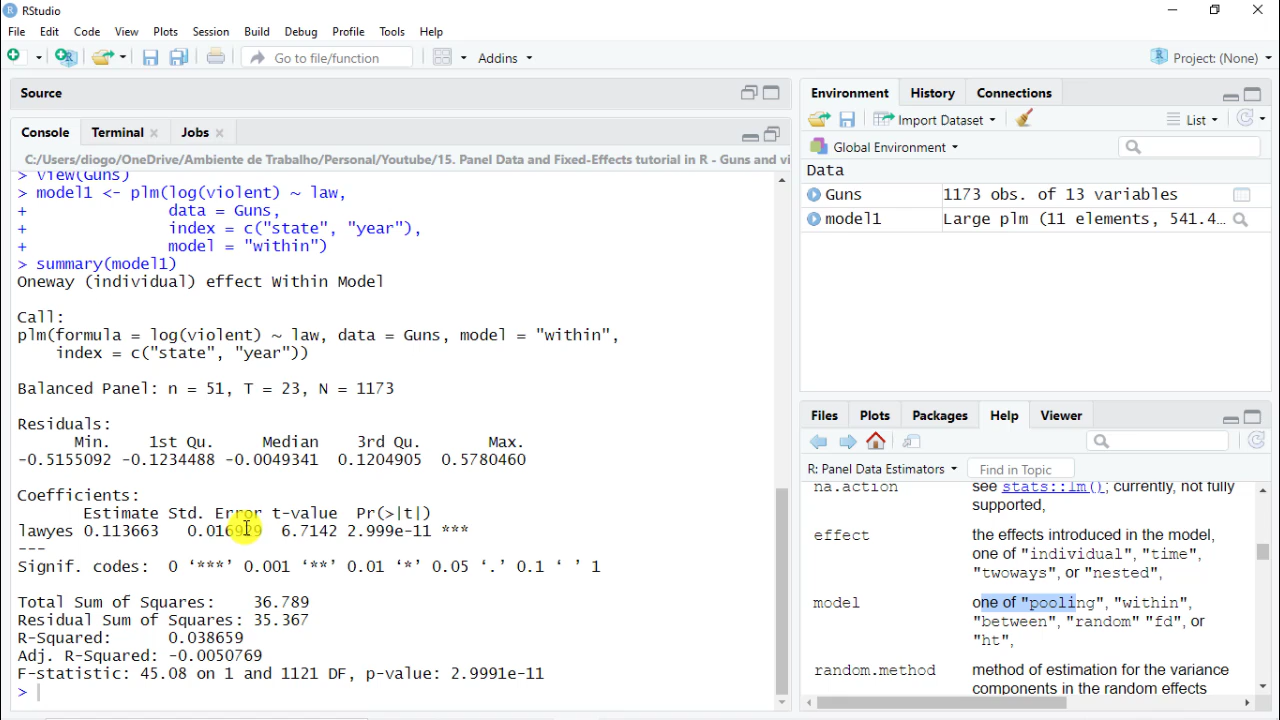 RStudio
File Edit Code View Plots Session Build Debug Profile Tools Help
Go to file/function Addins Project: (None)
Source
Console Terminal Jobs
C:/Users/diogo/OneDrive/Ambiente de Trabalho/Personal/Youtube/15. Panel Data and Fixed-Effects tutorial in R - Guns and vi
> View(Guns)
> model1 <- plm(log(violent) ~ law,
+ data = Guns,
+ index = c("state", "year"),
+ model = "within")
> summary(model1)
Oneway (individual) effect Within Model
Call:
plm(formula = log(violent) ~ law, data = Guns, model = "within",
index = c("state", "year"))
Balanced Panel: n = 51, T = 23, N = 1173
Residuals:
Min. 1st Qu. Median 3rd Qu. Max.
-0.5155092 -0.1234488 -0.0049341 0.1204905 0.5780460
Coefficients:
Estimate Std. Error t-value Pr(>|t|)
lawyes 0.113663 0.016929 6.7142 2.999e-11 ***
---
Signif. codes: 0 ‘***’ 0.001 ‘**’ 0.01 ‘*’ 0.05 ‘.’ 0.1 ‘ ’ 1
Total Sum of Squares: 36.789
Residual Sum of Squares: 35.367
R-Squared: 0.038659
Adj. R-Squared: -0.0050769
F-statistic: 45.08 on 1 and 1121 DF, p-value: 2.9991e-11
>
Environment History Connections
Import Dataset List
Global Environment
Data
Guns 1173 obs. of 13 variables
model1 Large plm (11 elements, 541.4…
Files Plots Packages Help Viewer
R: Panel Data Estimators Find in Topic
na.action see stats::lm(); currently, not fully
supported,
effect the effects introduced in the model,
one of "individual", "time",
"twoways", or "nested",
model one of "pooling", "within",
"between", "random" "fd", or
"ht",
random.method method of estimation for the variance
components in the random effects